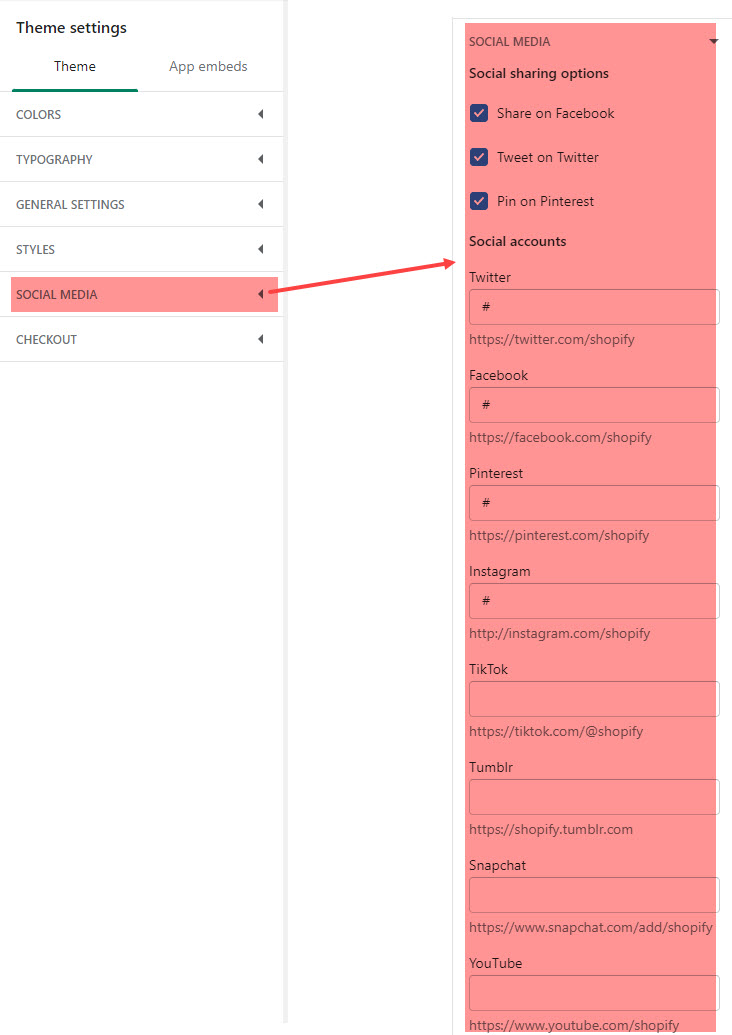 Theme settings
Theme
App embeds
COLORS
TYPOGRAPHY
GENERAL SETTINGS
STYLES
SOCIAL MEDIA
CHECKOUT
SOCIAL MEDIA
Social sharing options
Share on Facebook
Tweet on Twitter
Pin on Pinterest
Social accounts
Twitter
#
https://twitter.com/shopify
Facebook
#
https://facebook.com/shopify
Pinterest
#
https://pinterest.com/shopify
Instagram
#
http://instagram.com/shopify
TikTok
https://tiktok.com/@shopify
Tumblr
https://shopify.tumblr.com
Snapchat
https://www.snapchat.com/add/shopify
YouTube
https://www.youtube.com/shopify